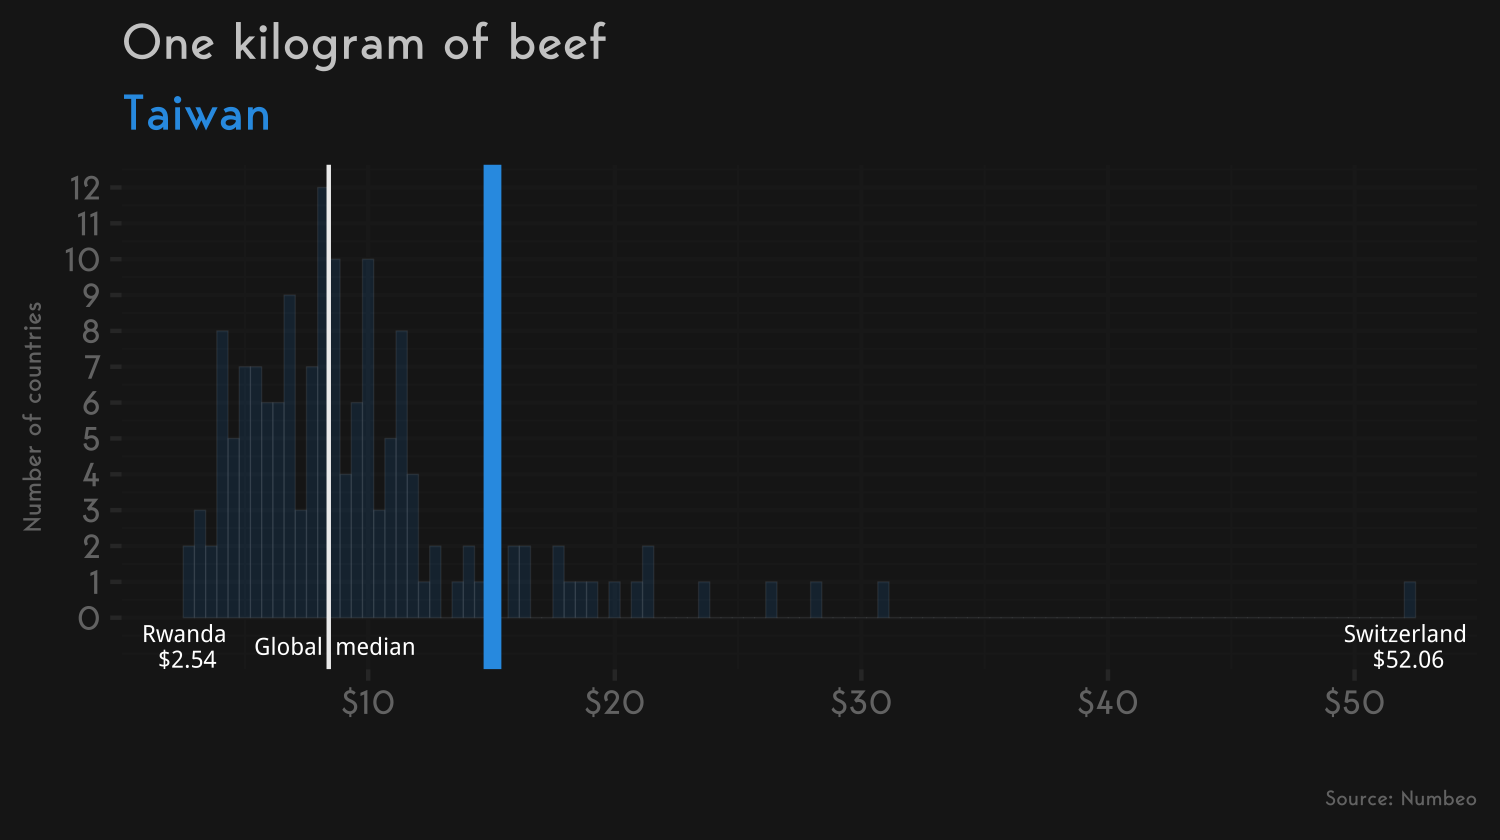 One kilogram of beef
Taiwan
Number of countries
12
11
10
9
8
7
6
5
4
3
2
1
0
Rwanda
$2.54
Global median
Switzerland
$52.06
$10 $20 $30 $40 $50
Source: Numbeo